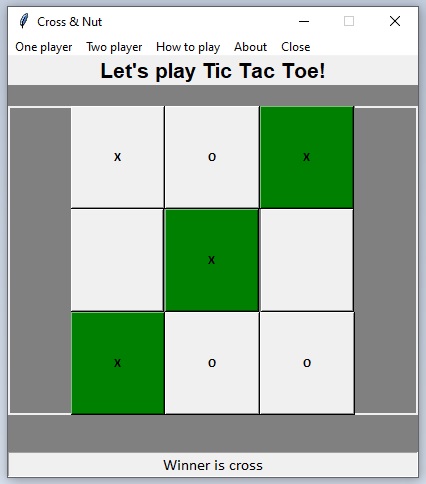 Cross & Nut
One player Two player How to play About Close
Let's play Tic Tac Toe!
X O X
X
X O O
Winner is cross